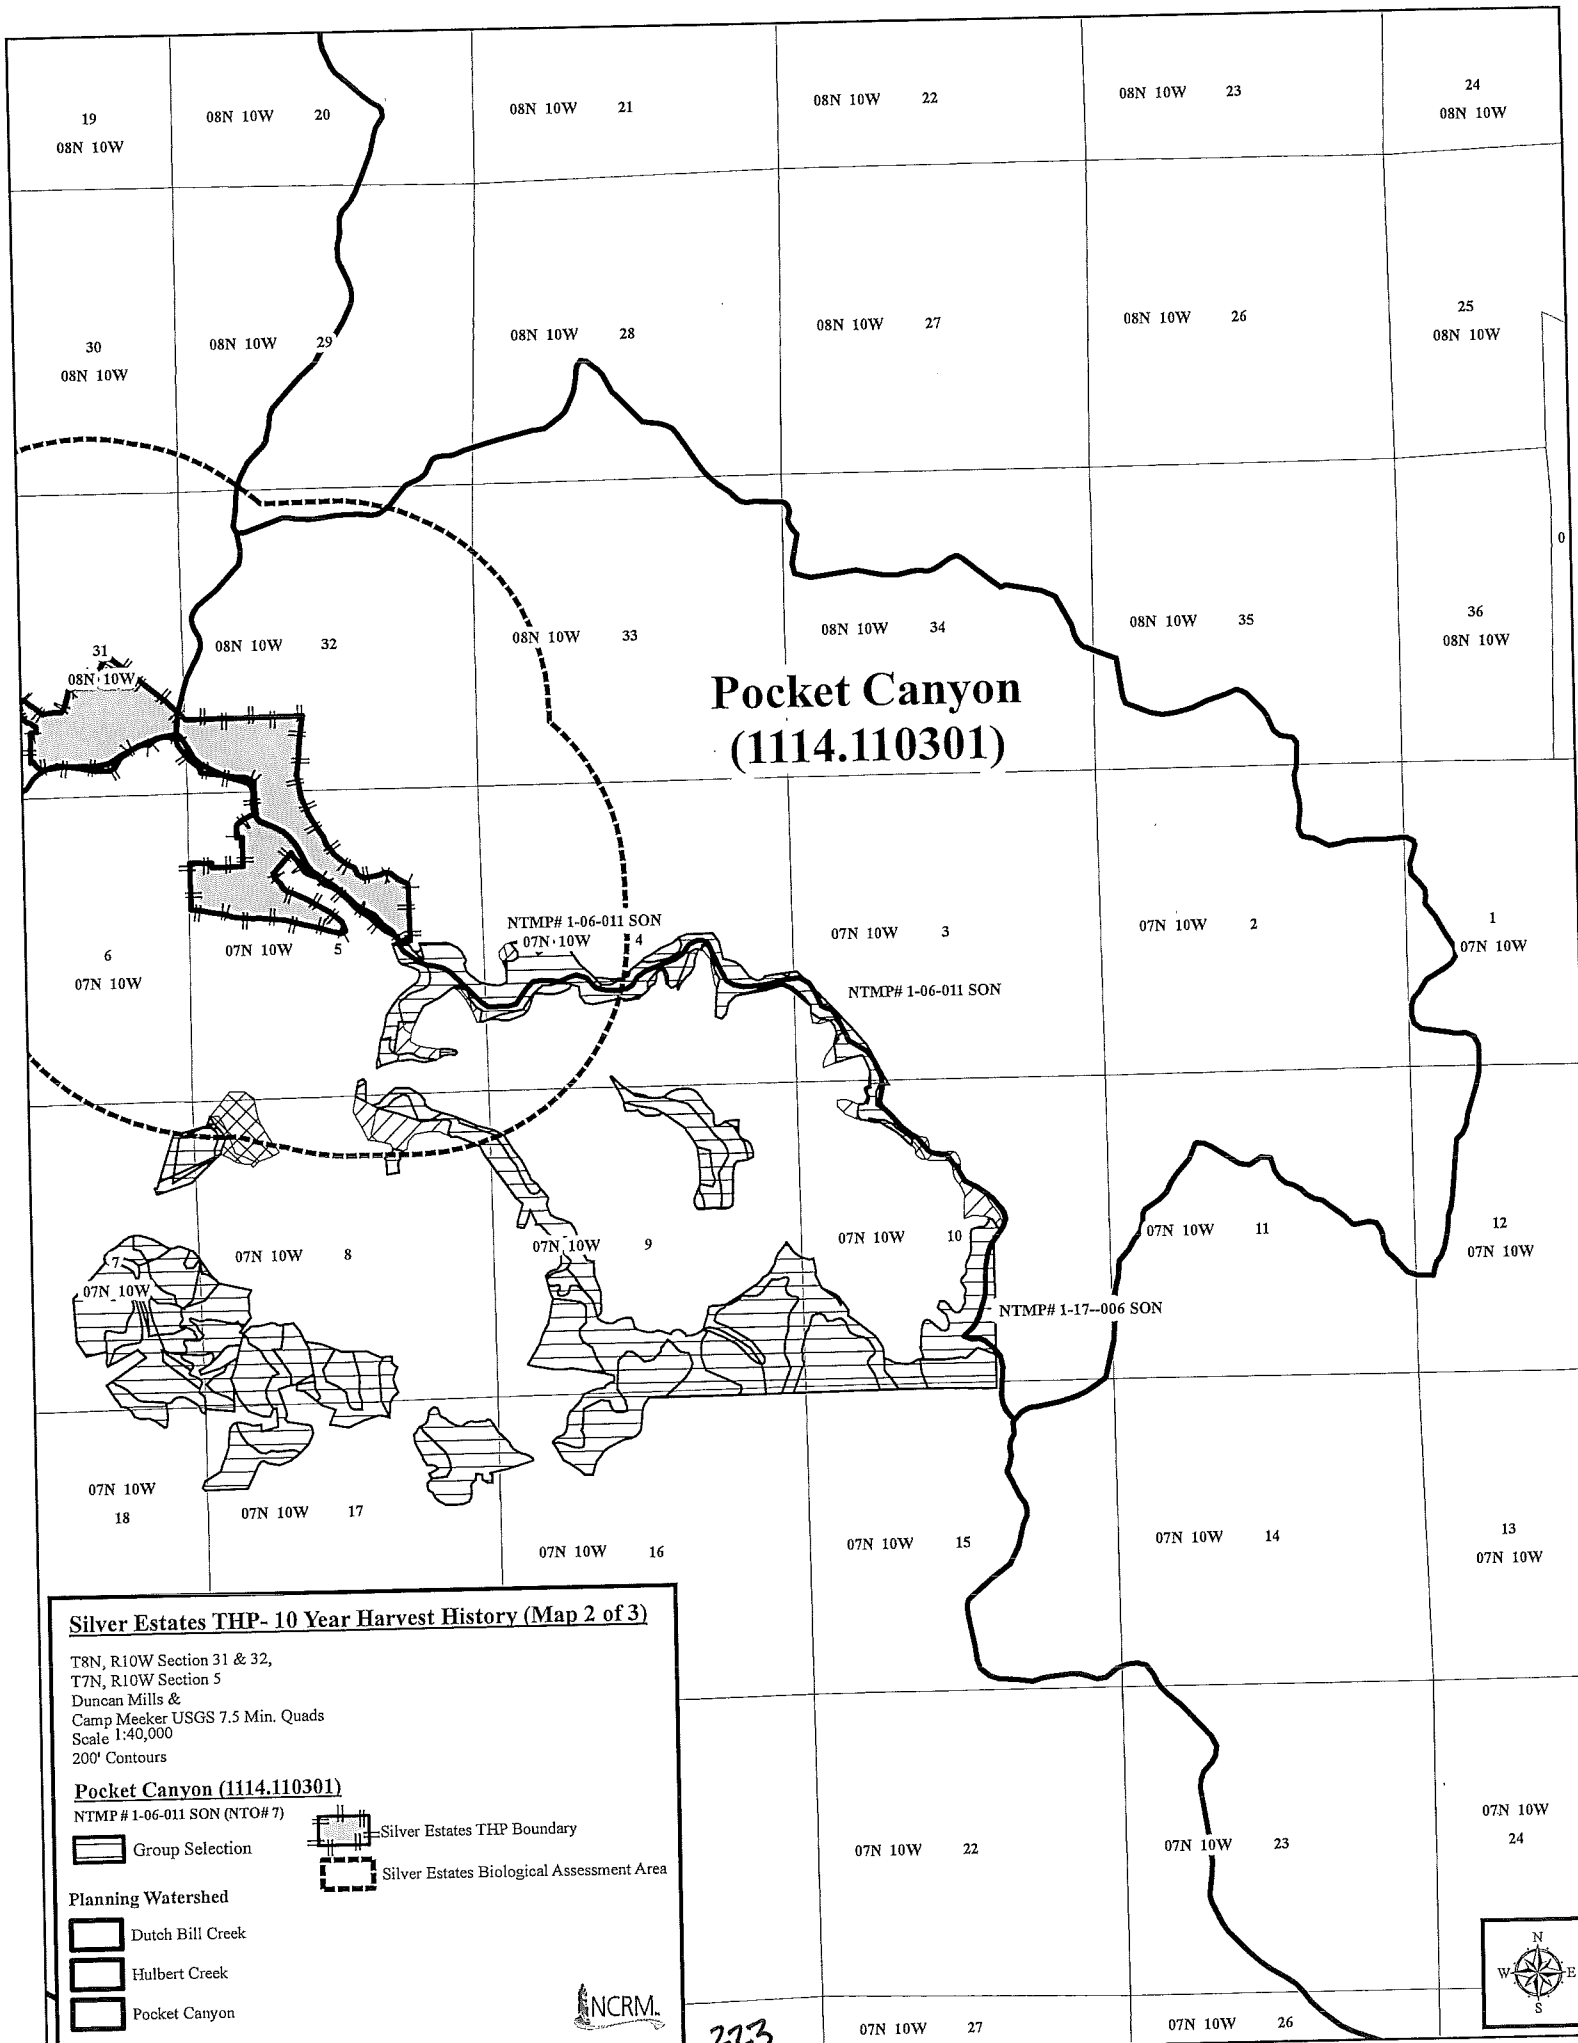 19
08N 10W
08N 10W 20
08N 10W 21
08N 10W 22
08N 10W 23
24
08N 10W
30
08N 10W
08N 10W 29
08N 10W 28
08N 10W 27
08N 10W 26
25
08N 10W
0
31
08N 10W
08N 10W 32
08N 10W 33
08N 10W 34
08N 10W 35
36
08N 10W
Pocket Canyon
(1114.110301)
6
07N 10W
07N 10W 5
NTMP# 1-06-011 SON
07N 10W 4
07N 10W 3
NTMP# 1-06-011 SON
07N 10W 2
1
07N 10W
7
07N 10W
07N 10W 8
07N 10W 9
07N 10W 10
07N 10W 11
12
07N 10W
NTMP# 1-17--006 SON
07N 10W
18
07N 10W 17
07N 10W 16
07N 10W 15
07N 10W 14
13
07N 10W
07N 10W 22
07N 10W 23
07N 10W
24
07N 10W 27
07N 10W 26
Silver Estates THP- 10 Year Harvest History (Map 2 of 3)
T8N, R10W Section 31 & 32,
T7N, R10W Section 5
Duncan Mills &
Camp Meeker USGS 7.5 Min. Quads
Scale 1:40,000
200' Contours
Pocket Canyon (1114.110301)
NTMP # 1-06-011 SON (NTO# 7)
Group Selection
Silver Estates THP Boundary
Silver Estates Biological Assessment Area
Planning Watershed
Dutch Bill Creek
Hulbert Creek
Pocket Canyon
NCRM
223
N
W E
S